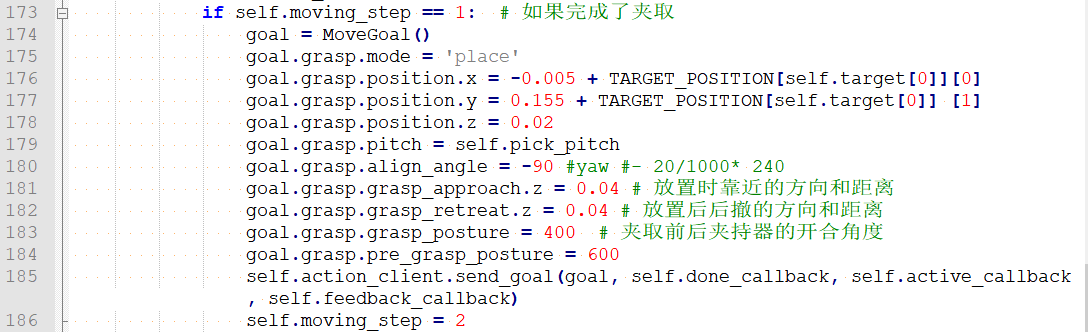 173 if self.moving_step == 1:  # 如果完成了夹取
174 goal = MoveGoal()
175 goal.grasp.mode = 'place'
176 goal.grasp.position.x = -0.005 + TARGET_POSITION[self.target[0]][0]
177 goal.grasp.position.y = 0.155 + TARGET_POSITION[self.target[0]] [1]
178 goal.grasp.position.z = 0.02
179 goal.grasp.pitch = self.pick_pitch
180 goal.grasp.align_angle = -90 #yaw #- 20/1000* 240
181 goal.grasp.grasp_approach.z = 0.04 # 放置时靠近的方向和距离
182 goal.grasp.grasp_retreat.z = 0.04 # 放置后后撤的方向和距离
183 goal.grasp.grasp_posture = 400  # 夹取前后夹持器的开合角度
184 goal.grasp.pre_grasp_posture = 600
185 self.action_client.send_goal(goal, self.done_callback, self.active_callback
, self.feedback_callback)
186 self.moving_step = 2